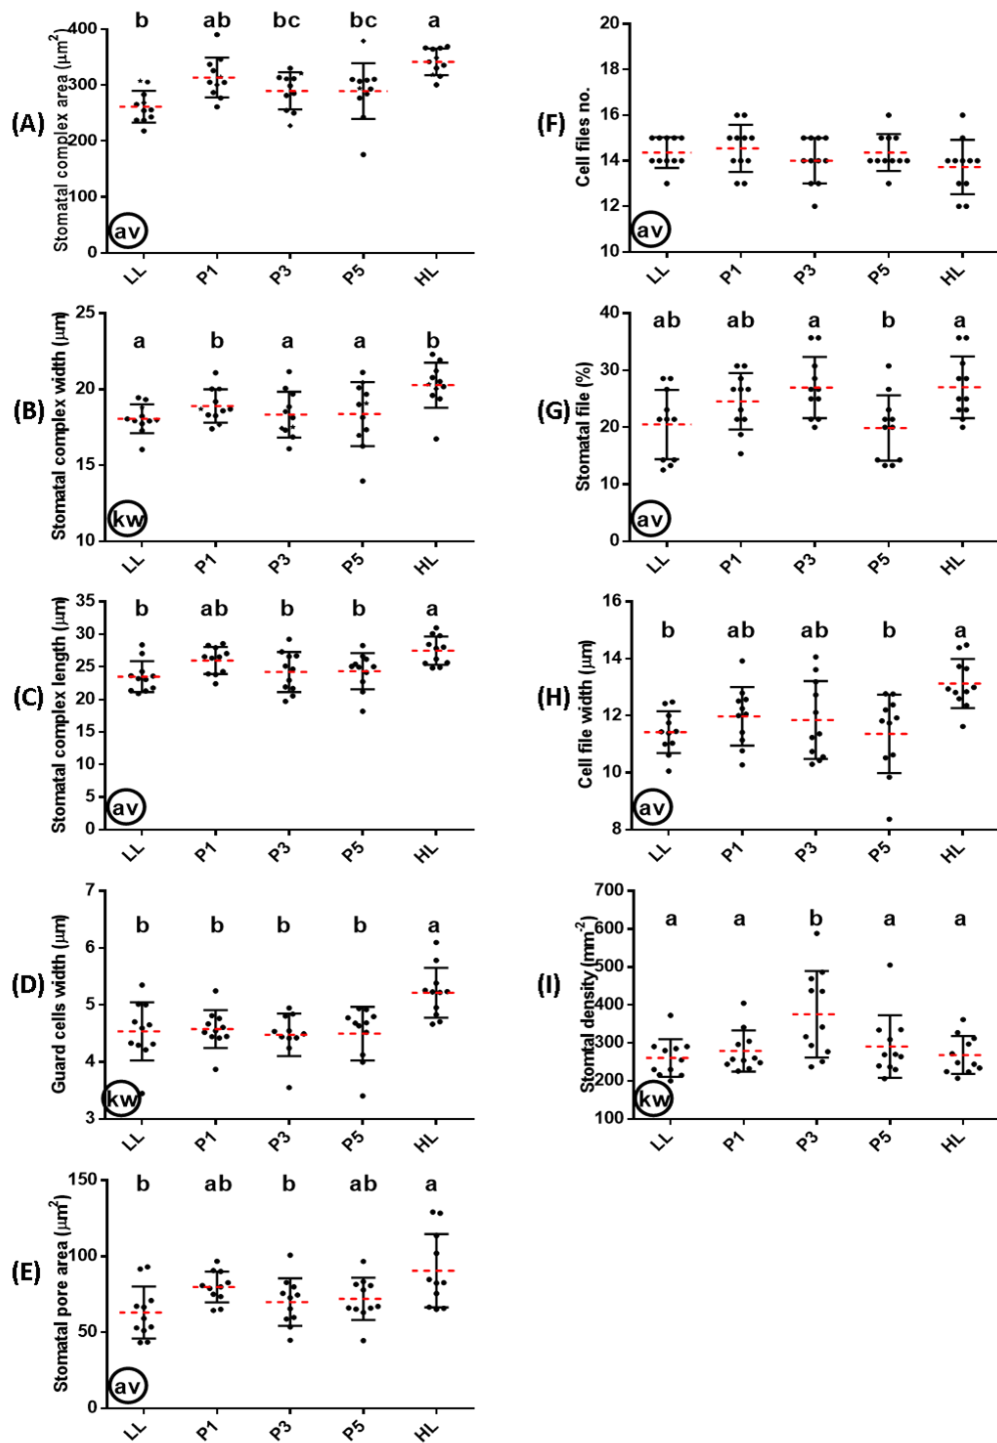 (A)
Stomatal complex area (µm²)
400
300
200
100
0
b ab bc bc a
av
LL P1 P3 P5 HL
(B)
Stomatal complex width (µm)
25
20
15
10
a b a a b
kw
LL P1 P3 P5 HL
(C)
Stomatal complex length (µm)
35
30
25
20
15
10
5
0
b ab b b a
av
LL P1 P3 P5 HL
(D)
Guard cells width (µm)
7
6
5
4
3
b b b b a
kw
LL P1 P3 P5 HL
(E)
Stomatal pore area (µm²)
150
100
50
0
b ab b ab a
av
LL P1 P3 P5 HL
(F)
Cell files no.
20
18
16
14
12
10
av
LL P1 P3 P5 HL
(G)
Stomatal file (%)
40
30
20
10
0
ab ab a b a
av
LL P1 P3 P5 HL
(H)
Cell file width (µm)
16
14
12
10
8
b ab ab b a
av
LL P1 P3 P5 HL
(I)
Stomtal density (mm⁻²)
700
600
500
400
300
200
100
a a b a a
kw
LL P1 P3 P5 HL